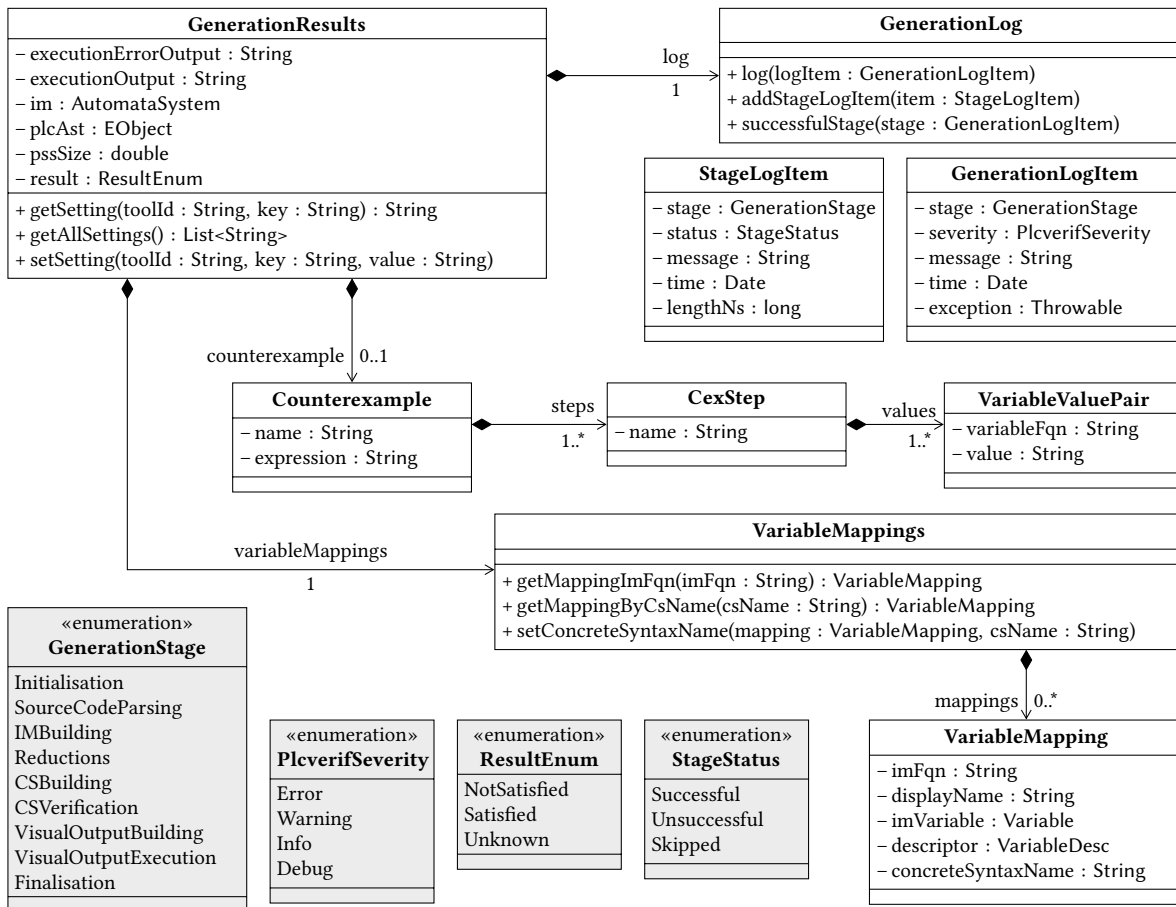 GenerationResults
– executionErrorOutput : String
– executionOutput : String
– im : AutomataSystem
– plcAst : EObject
– pssSize : double
– result : ResultEnum
+ getSetting(toolId : String, key : String) : String
+ getAllSettings() : List<String>
+ setSetting(toolId : String, key : String, value : String)
log
1
GenerationLog
+ log(logItem : GenerationLogItem)
+ addStageLogItem(item : StageLogItem)
+ successfulStage(stage : GenerationLogItem)
StageLogItem
– stage : GenerationStage
– status : StageStatus
– message : String
– time : Date
– lengthNs : long
GenerationLogItem
– stage : GenerationStage
– severity : PlcverifSeverity
– message : String
– time : Date
– exception : Throwable
counterexample
0..1
Counterexample
– name : String
– expression : String
steps
1..*
CexStep
– name : String
values
1..*
VariableValuePair
– variableFqn : String
– value : String
variableMappings
1
VariableMappings
+ getMappingImFqn(imFqn : String) : VariableMapping
+ getMappingByCsName(csName : String) : VariableMapping
+ setConcreteSyntaxName(mapping : VariableMapping, csName : String)
mappings
0..*
VariableMapping
– imFqn : String
– displayName : String
– imVariable : Variable
– descriptor : VariableDesc
– concreteSyntaxName : String
«enumeration»
GenerationStage
Initialisation
SourceCodeParsing
IMBuilding
Reductions
CSBuilding
CSVerification
VisualOutputBuilding
VisualOutputExecution
Finalisation
«enumeration»
PlcverifSeverity
Error
Warning
Info
Debug
«enumeration»
ResultEnum
NotSatisfied
Satisfied
Unknown
«enumeration»
StageStatus
Successful
Unsuccessful
Skipped